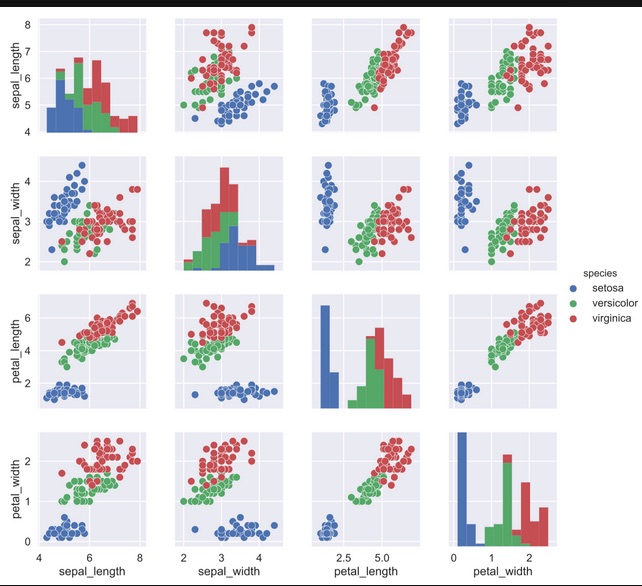 8
7
6
5
4
sepal_length
4
3
2
sepal_width
species
setosa
versicolor
virginica
6
4
2
petal_length
2
1
0
petal_width
4 6 8 2 3 4 2.5 5.0 0 1 2
sepal_length sepal_width petal_length petal_width